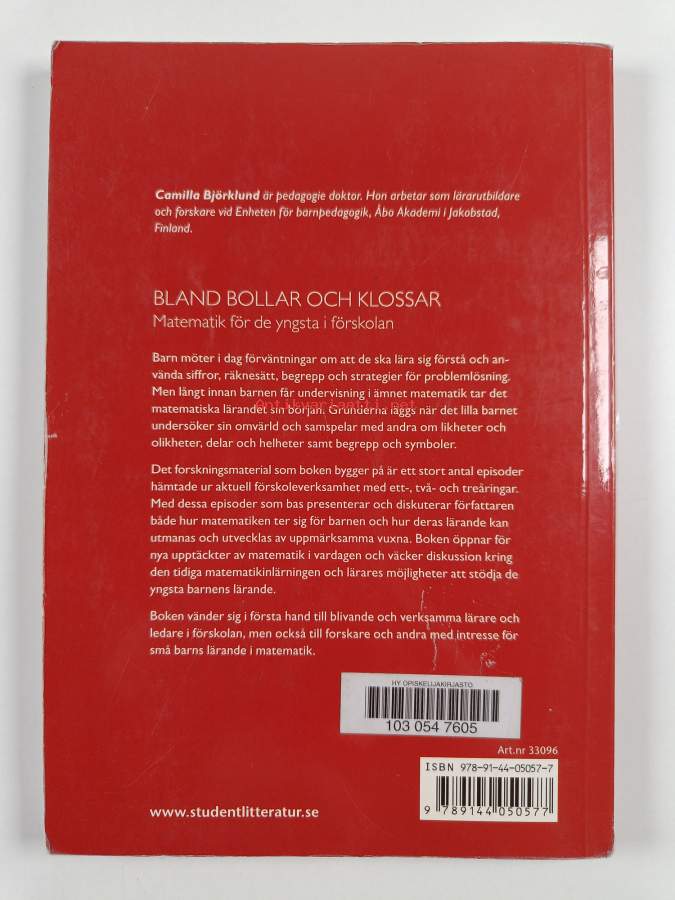 Camilla Björklund är pedagogie doktor. Hon arbetar som lärarutbildare
och forskare vid Enheten för barnpedagogik, Åbo Akademi i Jakobstad,
Finland.
BLAND BOLLAR OCH KLOSSAR
Matematik för de yngsta i förskolan
Barn möter i dag förväntningar om att de ska lära sig förstå och an-
vända siffror, räknesätt, begrepp och strategier för problemlösning.
Men långt innan barnen får undervisning i ämnet matematik tar det
matematiska lärandet sin början. Grunderna läggs när det lilla barnet
antikvariaatti.net
undersöker sin omvärld och samspelar med andra om likheter och
olikheter, delar och helheter samt begrepp och symboler.
Det forskningsmaterial som boken bygger på är ett stort antal episoder
hämtade ur aktuell förskoleverksamhet med ett-, två- och treåringar.
Med dessa episoder som bas presenterar och diskuterar författaren
både hur matematiken ter sig för barnen och hur deras lärande kan
utmanas och utvecklas av uppmärksamma vuxna. Boken öppnar för
nya upptäckter av matematik i vardagen och väcker diskussion kring
den tidiga matematikinlärningen och lärares möjligheter att stödja de
yngsta barnens lärande.
Boken vänder sig i första hand till blivande och verksamma lärare och
ledare i förskolan, men också till forskare och andra med intresse för
små barns lärande i matematik.
HY OPISKELIJAKIRJASTO
103 054 7605
Art.nr 33096
ISBN 978-91-44-05057-7
9 789144 050577
www.studentlitteratur.se